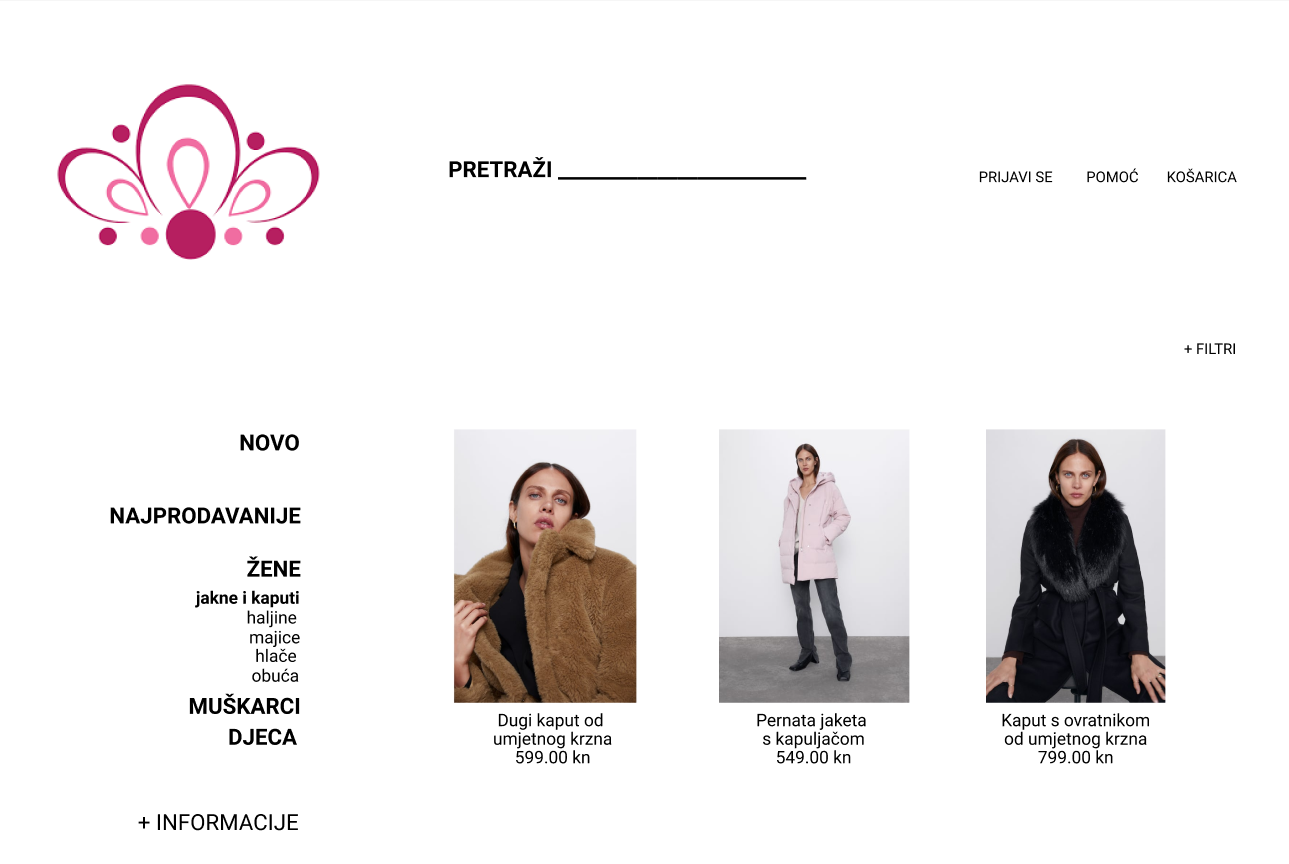 PRETRAŽI ____________________
PRIJAVI SE
POMOĆ
KOŠARICA
+ FILTRI
NOVO
NAJPRODAVANIJE
ŽENE
jakne i kaputi
haljine
majice
hlače
obuća
MUŠKARCI
DJECA
+ INFORMACIJE
Dugi kaput od
umjetnog krzna
599.00 kn
Pernata jaketa
s kapuljačom
549.00 kn
Kaput s ovratnikom
od umjetnog krzna
799.00 kn